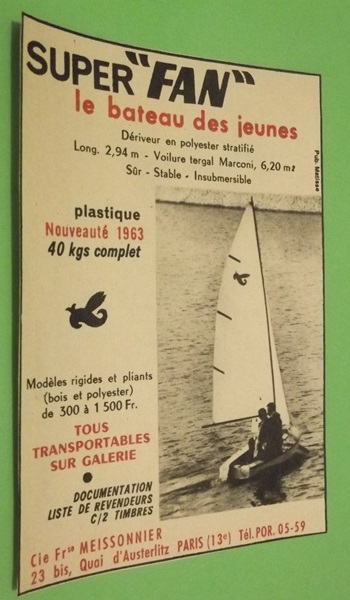 SUPER "FAN"
le bateau des jeunes
Dériveur en polyester stratifié
Long. 2,94 m - Voilure tergal Marconi, 6,20 m2
Sûr - Stable - Insubmersible
Pub. Matisse
plastique
Nouveauté 1963
40 kgs complet
Modèles rigides et pliants
(bois et polyester)
de 300 à 1 500 Fr.
TOUS
TRANSPORTABLES
SUR GALERIE
DOCUMENTATION
LISTE DE REVENDEURS
C/2 TIMBRES
Cie Frse MEISSONNIER
23 bis, Quai d'Austerlitz PARIS (13e) Tél. POR. 05-59